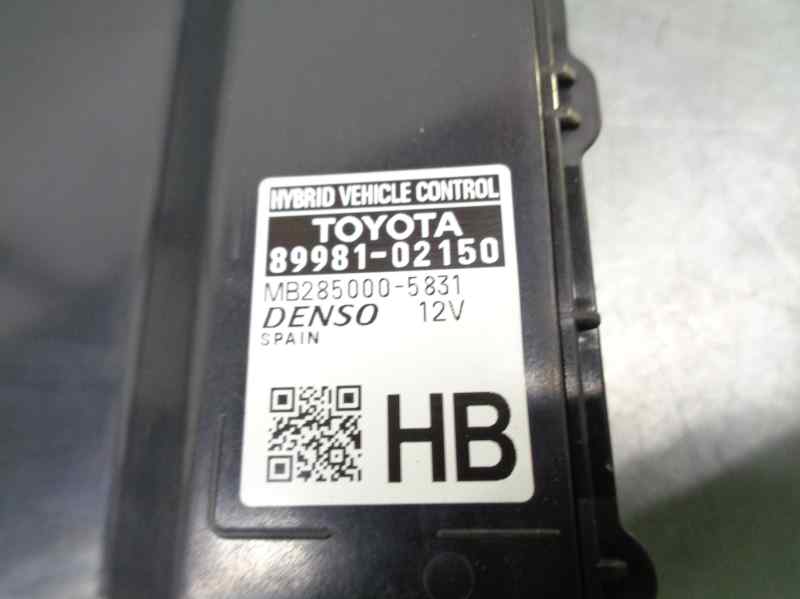 HYBRID VEHICLE CONTROL
TOYOTA
89981-02150
MB285000-5831
DENSO 12V
SPAIN
HB